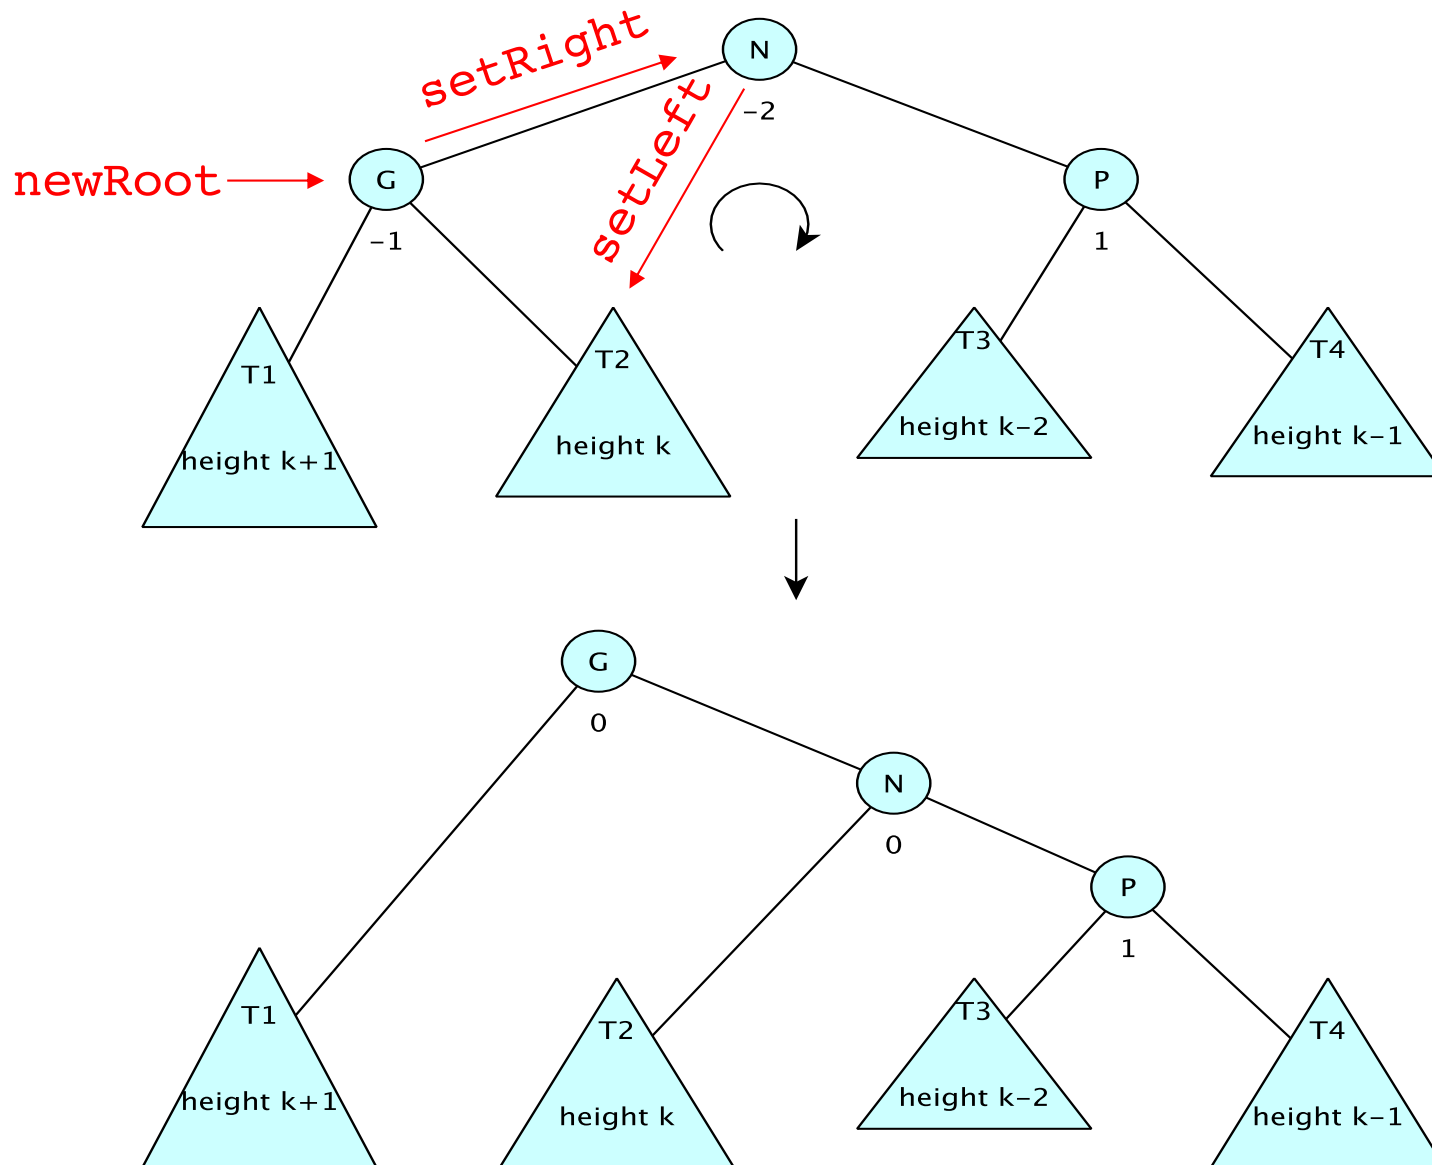 setRight
N
setLeft
-2
newRoot
G
P
-1
1
T1
T2
T3
T4
height k+1
height k
height k-2
height k-1
G
0
N
0
P
1
T1
T2
T3
T4
height k+1
height k
height k-2
height k-1